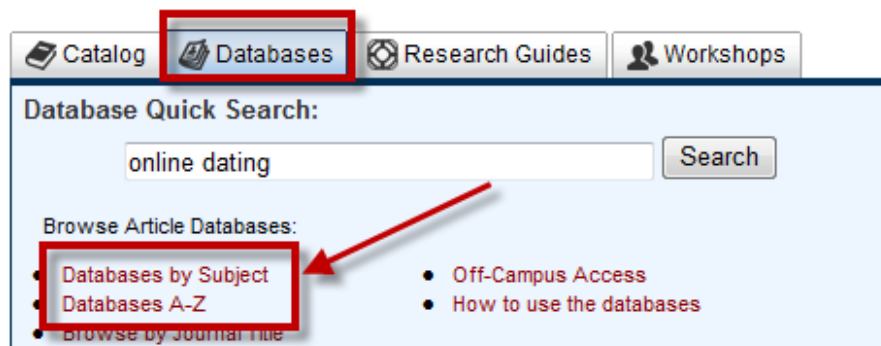 Catalog Databases Research Guides Workshops
Database Quick Search:
online dating Search
Browse Article Databases:
Databases by Subject
Databases A-Z
Browse by Journal Title
Off-Campus Access
How to use the databases